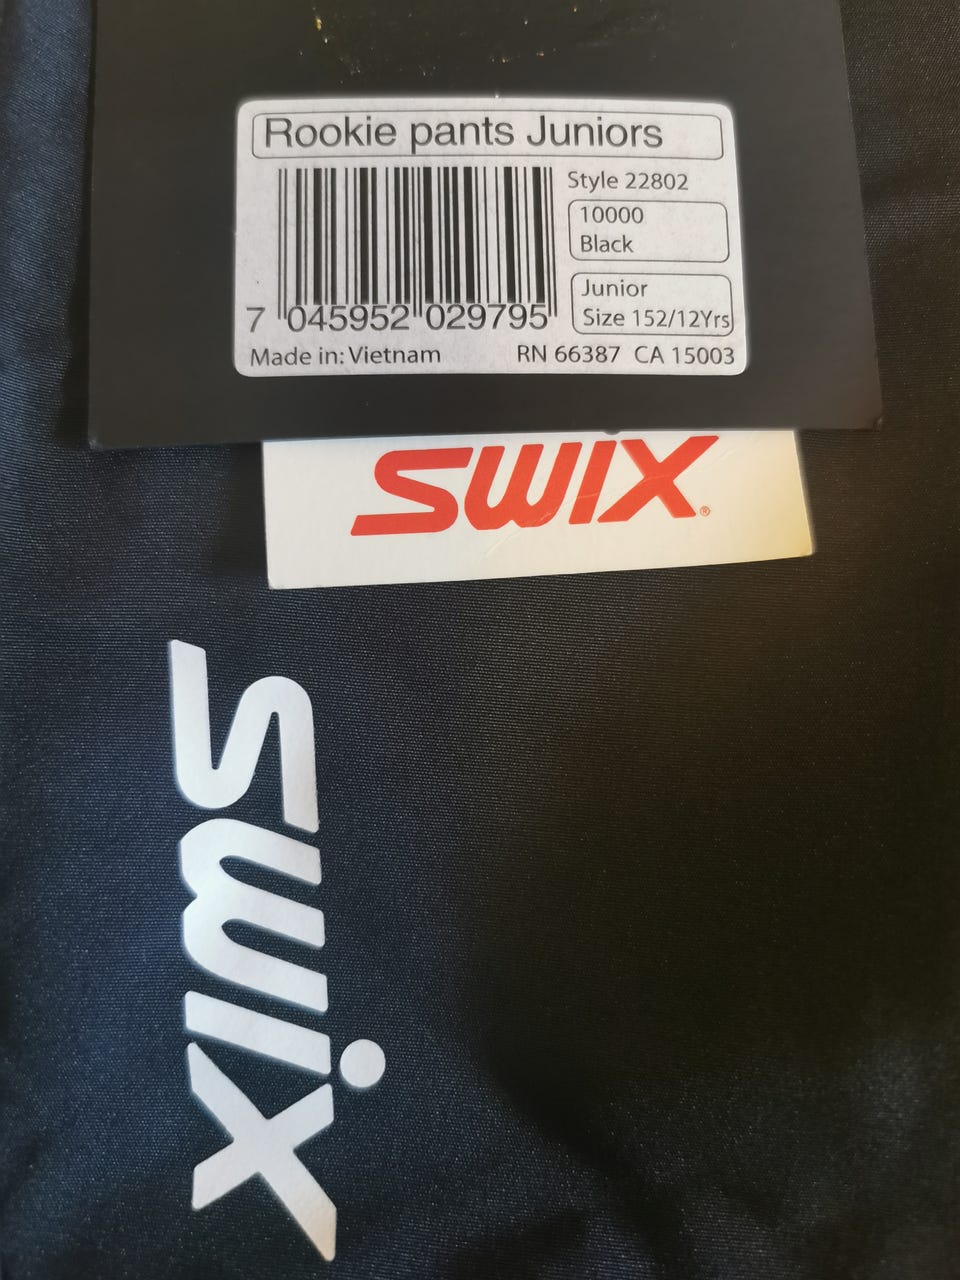 Rookie pants Juniors
Style 22802
10000
Black
Junior
Size 152/12Yrs
7 045952 029795
Made in: Vietnam RN 66387 CA 15003
SWIX®
swix